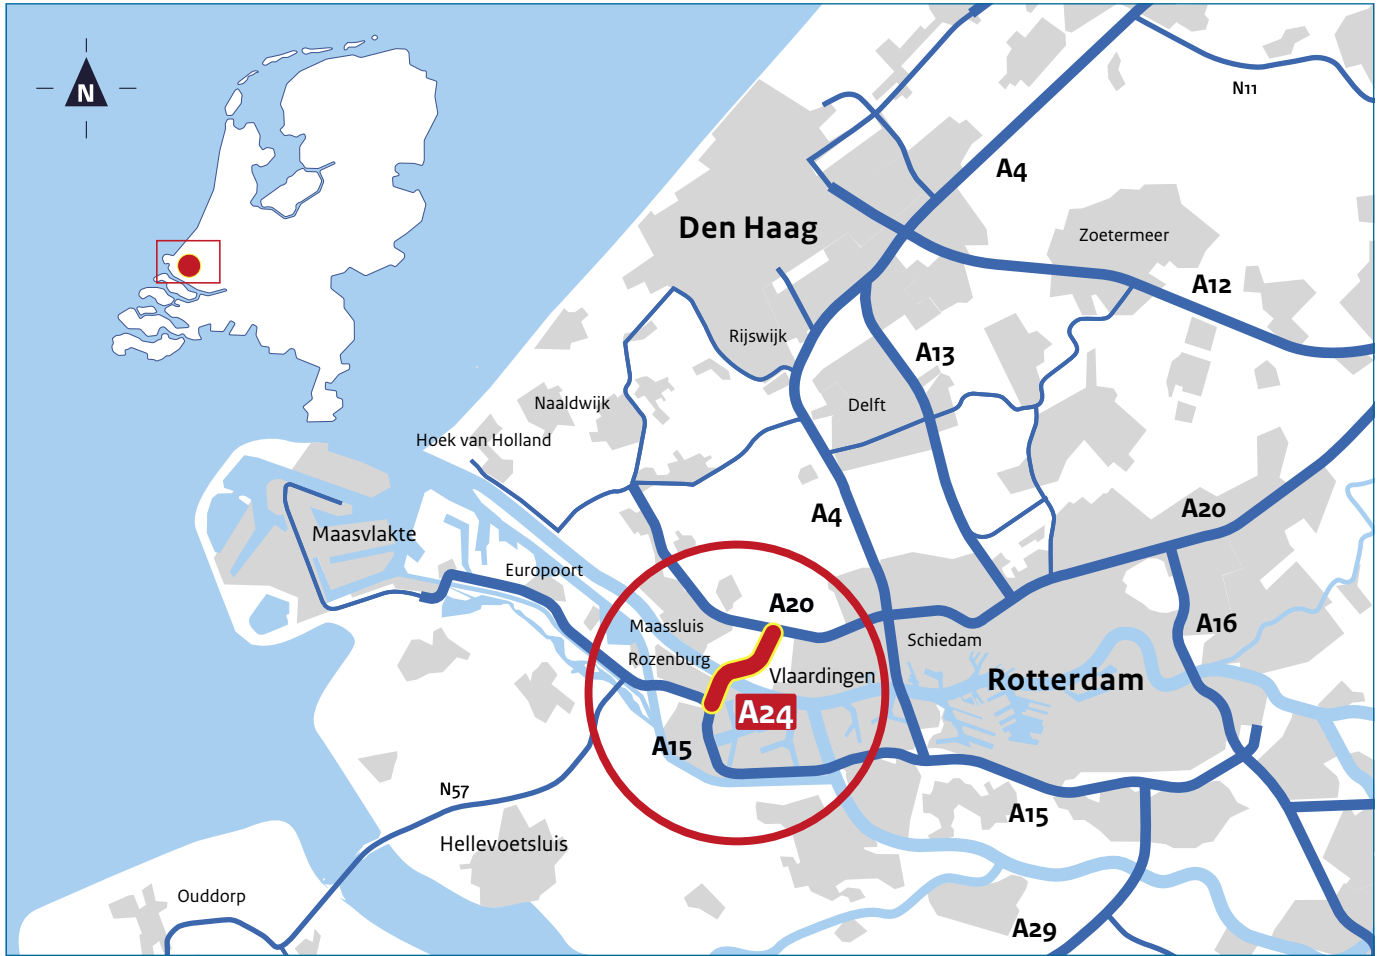 N
N11
A4
Den Haag
Zoetermeer
A12
Rijswijk
A13
Naaldwijk
Delft
Hoek van Holland
A4
A20
Maasvlakte
Europoort
A20
Maassluis
A16
Schiedam
Rozenburg
Vlaardingen
Rotterdam
A24
A15
N57
A15
Hellevoetsluis
Ouddorp
A29